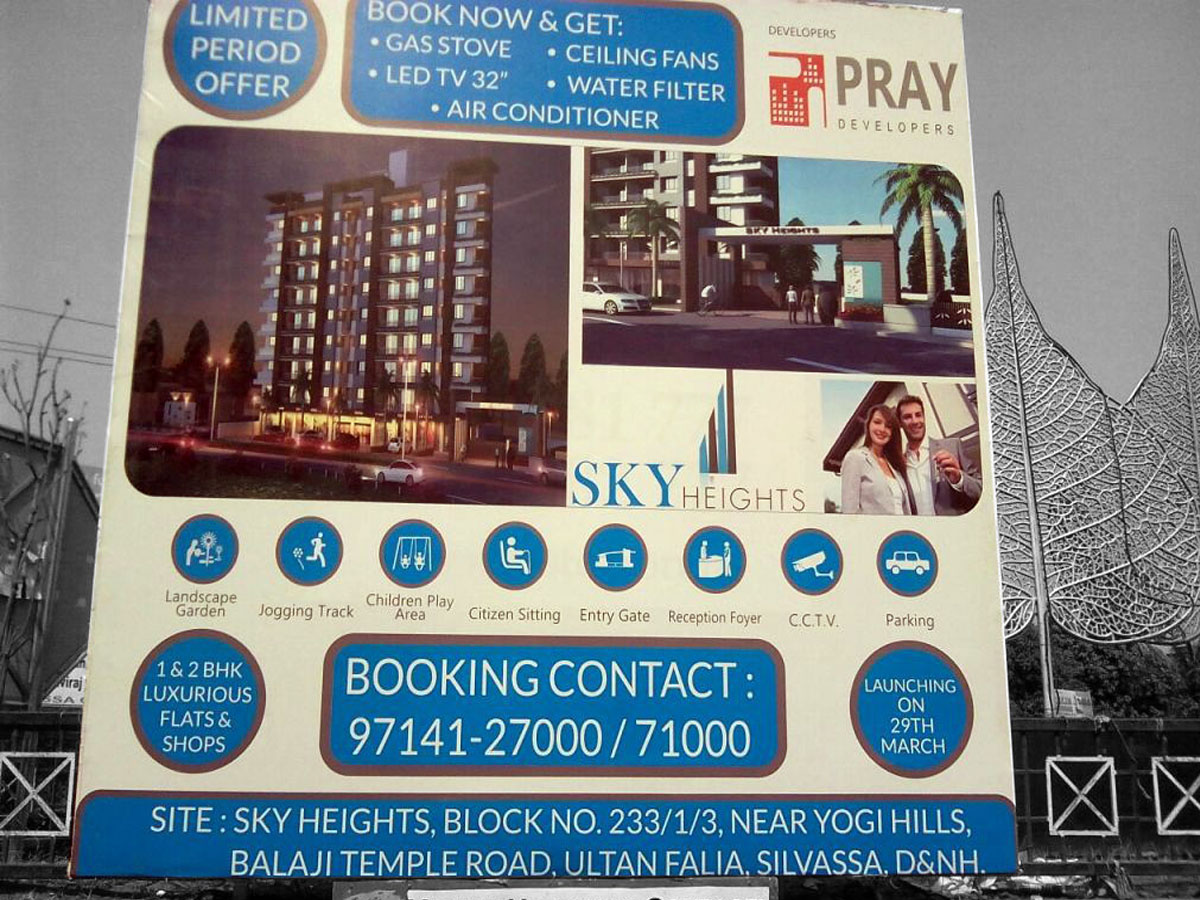 LIMITED
PERIOD
OFFER
BOOK NOW & GET:
• GAS STOVE
• CEILING FANS
• LED TV 32”
• WATER FILTER
• AIR CONDITIONER
DEVELOPERS
PRAY
DEVELOPERS
SKY HEIGHTS
SKY HEIGHTS
Landscape
Garden
Jogging Track
Children Play
Area
Citizen Sitting
Entry Gate
Reception Foyer
C.C.T.V.
Parking
1 & 2 BHK
LUXURIOUS
FLATS &
SHOPS
BOOKING CONTACT :
97141-27000 / 71000
LAUNCHING
ON
29TH
MARCH
SITE : SKY HEIGHTS, BLOCK NO. 233/1/3, NEAR YOGI HILLS,
BALAJI TEMPLE ROAD, ULTAN FALIA, SILVASSA, D&NH.